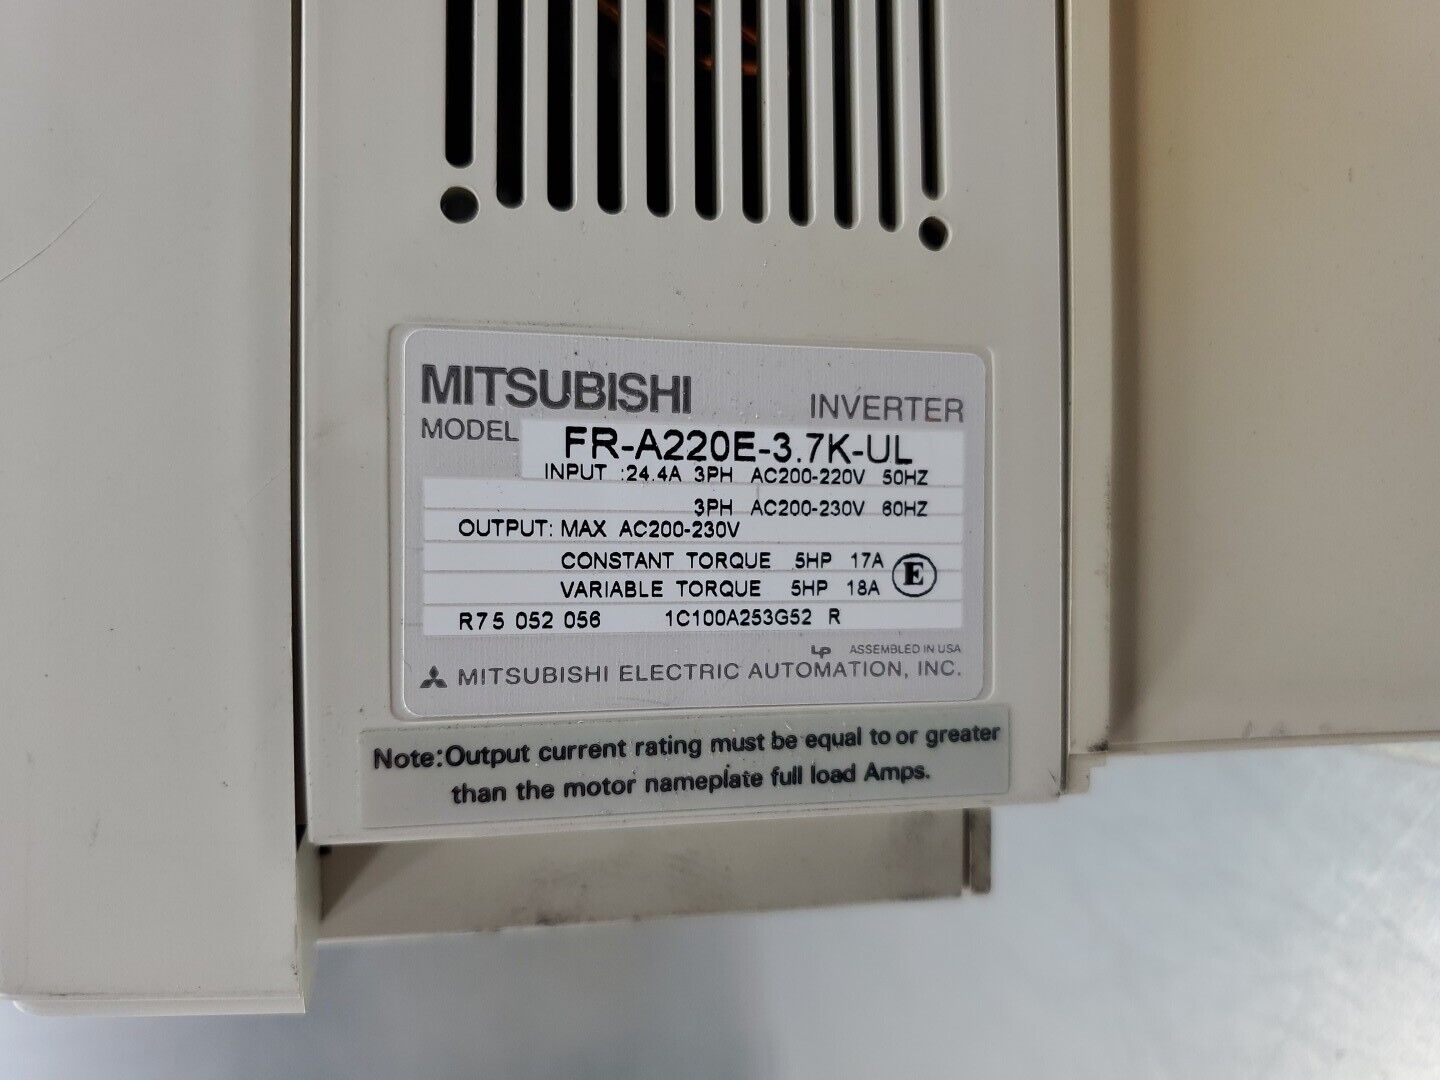 MITSUBISHI INVERTER
MODEL FR-A220E-3.7K-UL
INPUT :24.4A 3PH AC200-220V 50HZ
3PH AC200-230V 60HZ
OUTPUT: MAX AC200-230V
CONSTANT TORQUE 5HP 17A
VARIABLE TORQUE 5HP 18A E
R75 052 056 1C100A253G52 R
LP ASSEMBLED IN USA
MITSUBISHI ELECTRIC AUTOMATION, INC.
Note:Output current rating must be equal to or greater
than the motor nameplate full load Amps.